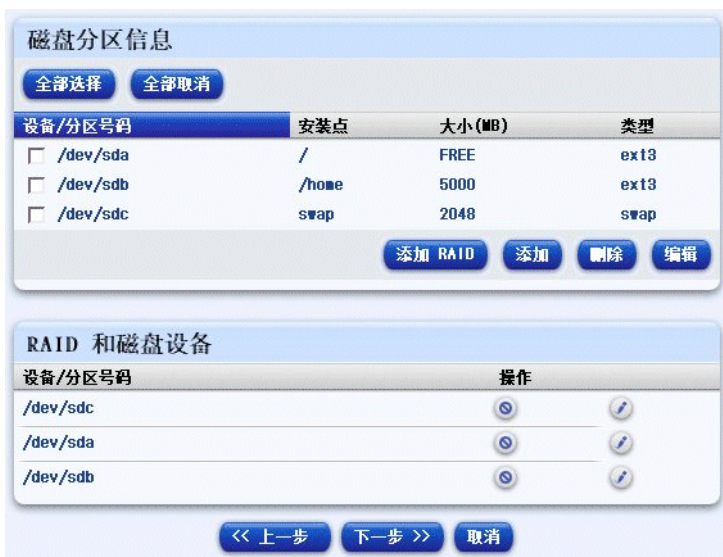 磁盘分区信息
全部选择 全部取消
设备/分区号码 安装点 大小(MB) 类型
/dev/sda / FREE ext3
/dev/sdb /home 5000 ext3
/dev/sdc swap 2048 swap
添加 RAID 添加 删除 编辑
RAID 和磁盘设备
设备/分区号码 操作
/dev/sdc
/dev/sda
/dev/sdb
<< 上一步 下一步 >> 取消